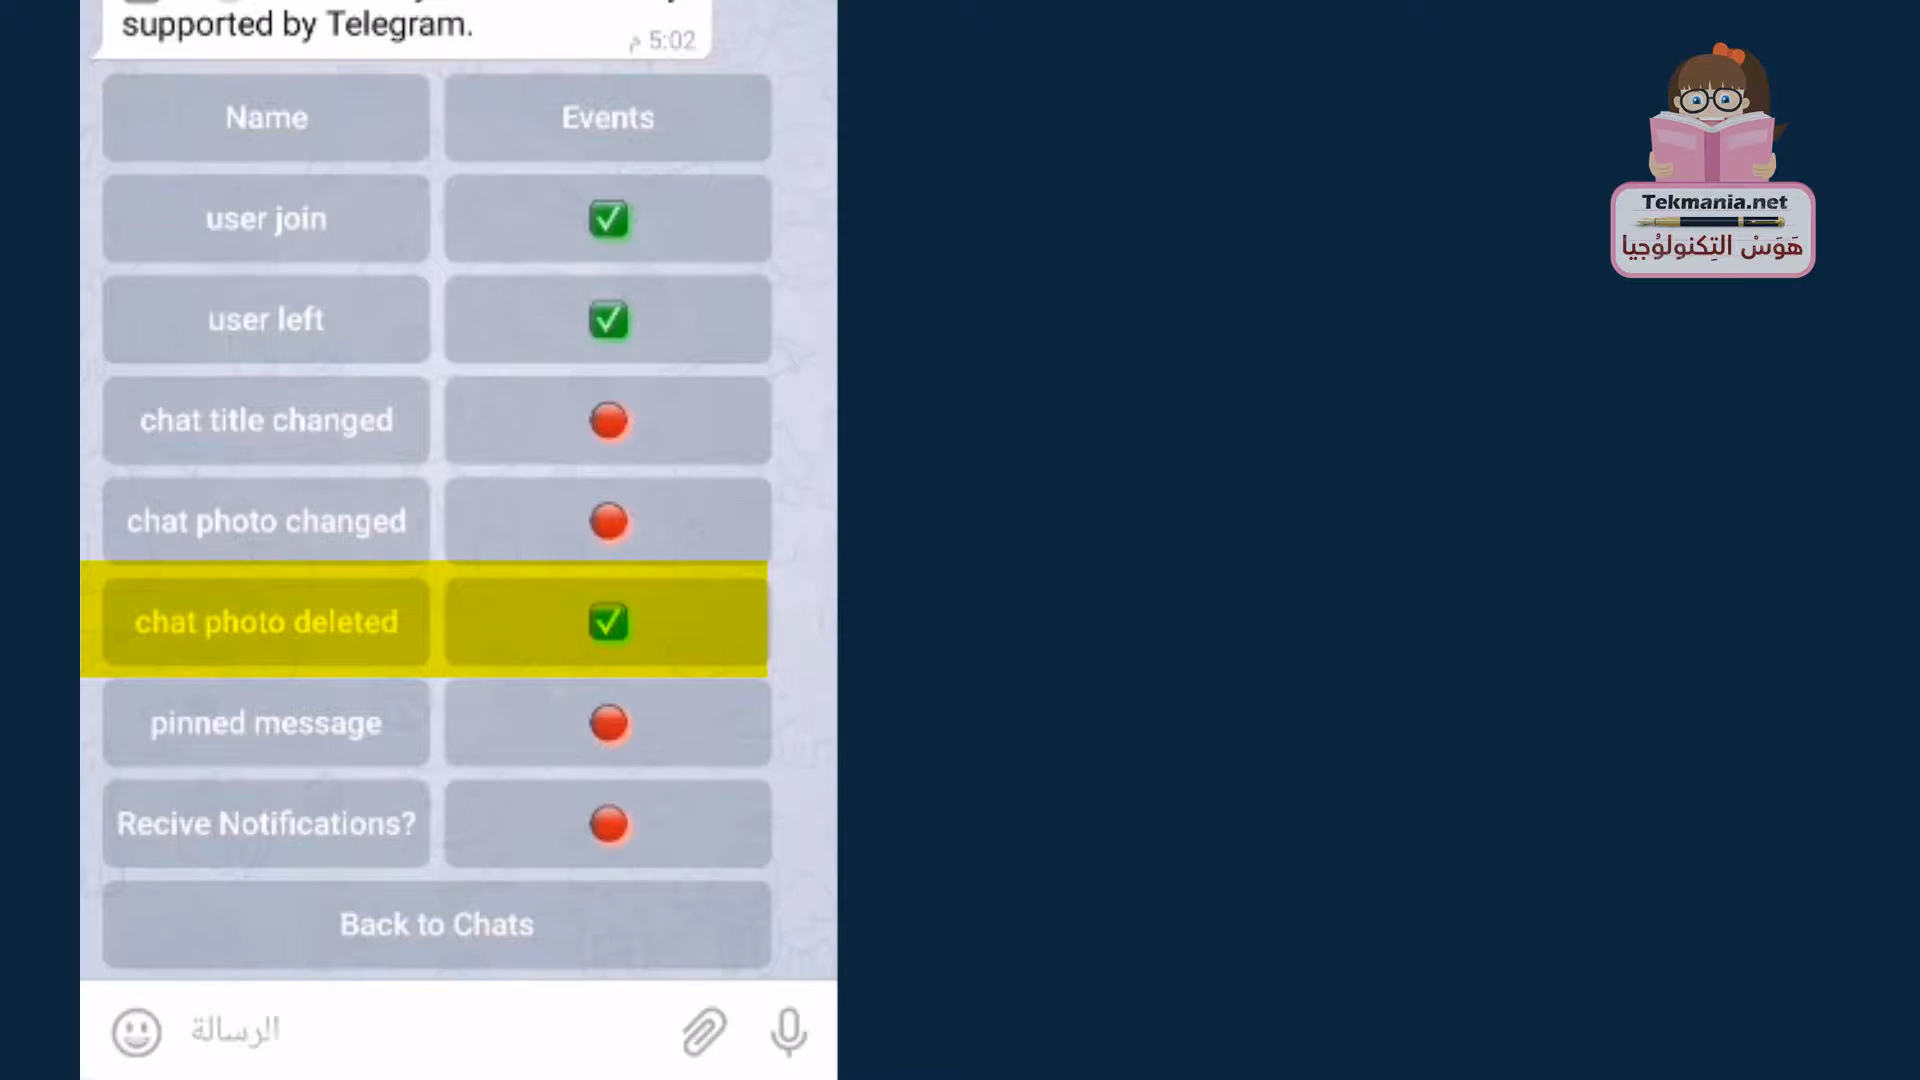 supported by Telegram.
5:02 م
Name
Events
user join
user left
chat title changed
chat photo changed
chat photo deleted
pinned message
Recive Notifications?
Back to Chats
الرسالة
Tekmania.net
هَوَسْ التِكنولوُجيا